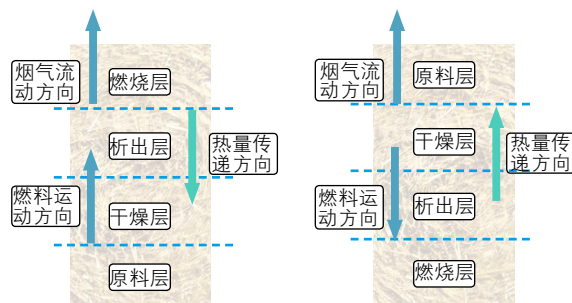 烟气流
动方向
燃烧层
析出层
热量传
递方向
燃料运
动方向
干燥层
原料层
烟气流
动方向
原料层
干燥层
热量传
递方向
燃料运
动方向
析出层
燃烧层